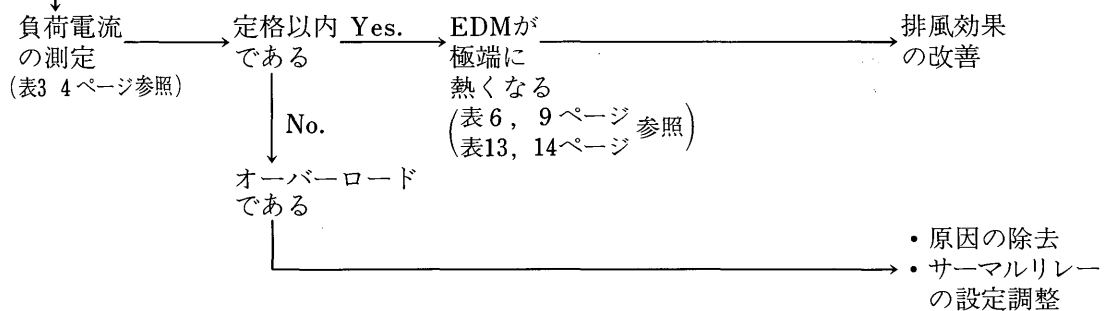 負荷電流
の測定
(表3 4ページ参照)
定格以内
である
Yes.
EDMが
極端に
熱くなる
(表6, 9ページ
表13, 14ページ 参照)
排風効果
の改善
No.
オーバーロード
である
・原因の除去
・サーマルリレー
の設定調整